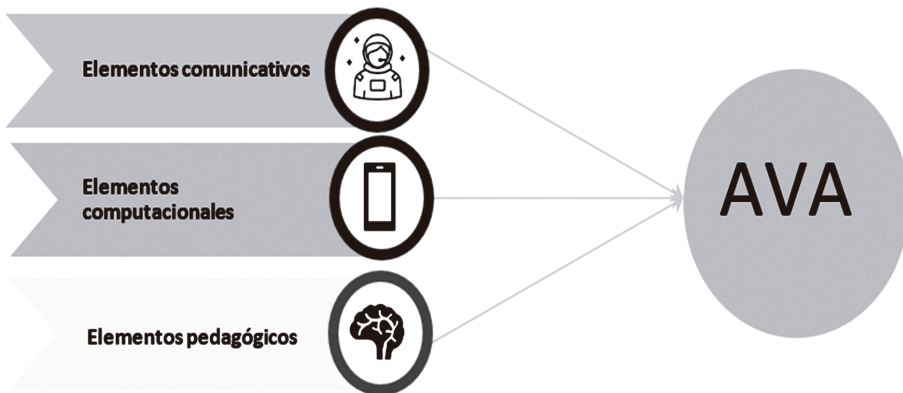 Elementos comunicativos
Elementos
computacionales
Elementos pedagógicos
AVA